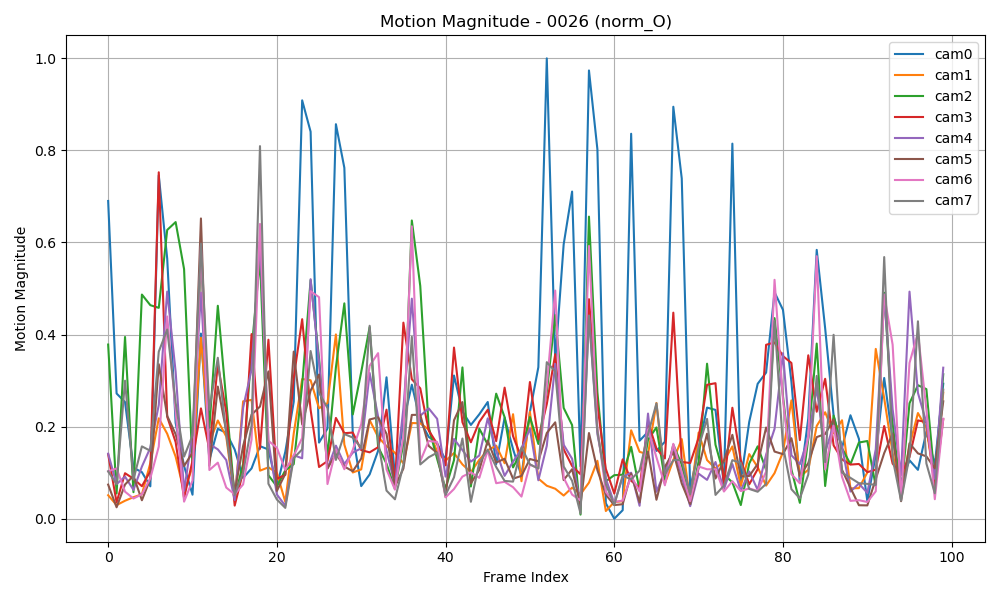 Motion Magnitude - 0026 (norm_O)
Motion Magnitude
1.0
0.8
0.6
0.4
0.2
0.0
0 20 40 60 80 100
Frame Index
cam0
cam1
cam2
cam3
cam4
cam5
cam6
cam7